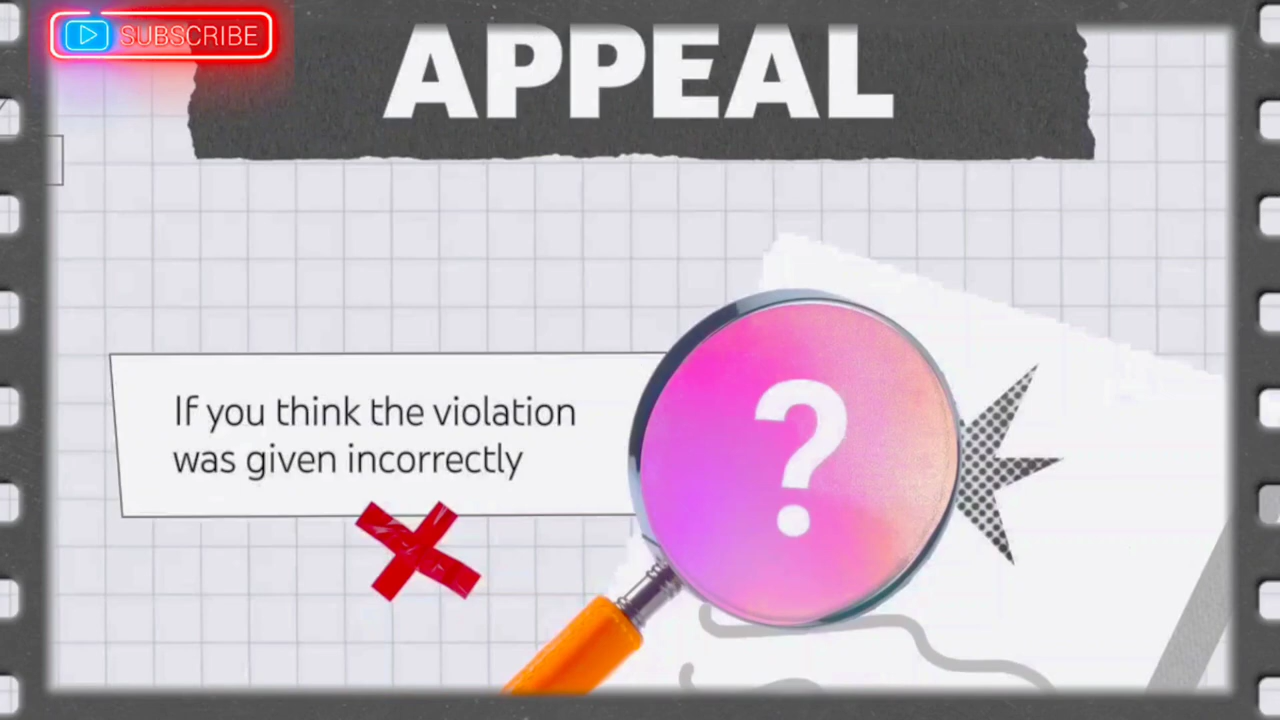 SUBSCRIBE
APPEAL
If you think the violation
was given incorrectly
?